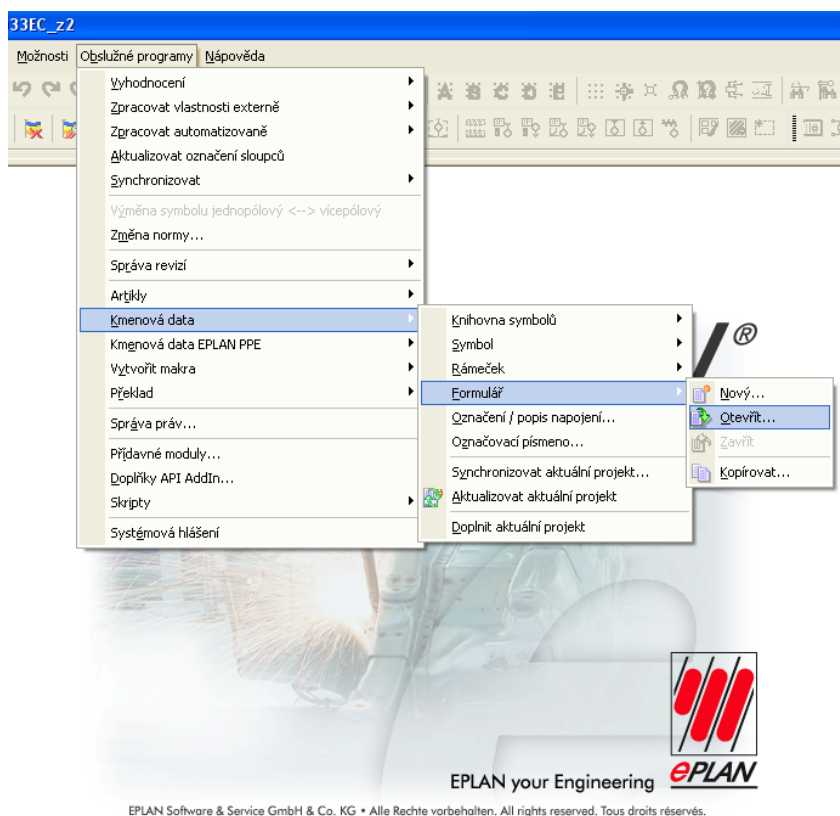 33EC_z2
Možnosti Obslužné programy Nápověda
Vyhodnocení
Zpracovat vlastnosti externě
Zpracovat automatizovaně
Aktualizovat označení sloupců
Synchronizovat
Výměna symbolu jednopólový <--> vícepólový
Změna normy...
Správa revizí
Artikly
Kmenová data
Kmenová data EPLAN PPE
Vytvořit makra
Překlad
Správa práv...
Přídavné moduly...
Doplňky API AddIn...
Skripty
Systémová hlášení
Knihovna symbolů
Symbol
Rámeček
Formulář
Označení / popis napojení...
Označovací písmeno...
Synchronizovat aktuální projekt...
Aktualizovat aktuální projekt
Doplnit aktuální projekt
Nový...
Otevřít...
Zavřít
Kopírovat...
®
EPLAN your Engineering
ePLAN
EPLAN Software & Service GmbH & Co. KG • Alle Rechte vorbehalten. All rights reserved. Tous droits réservés.